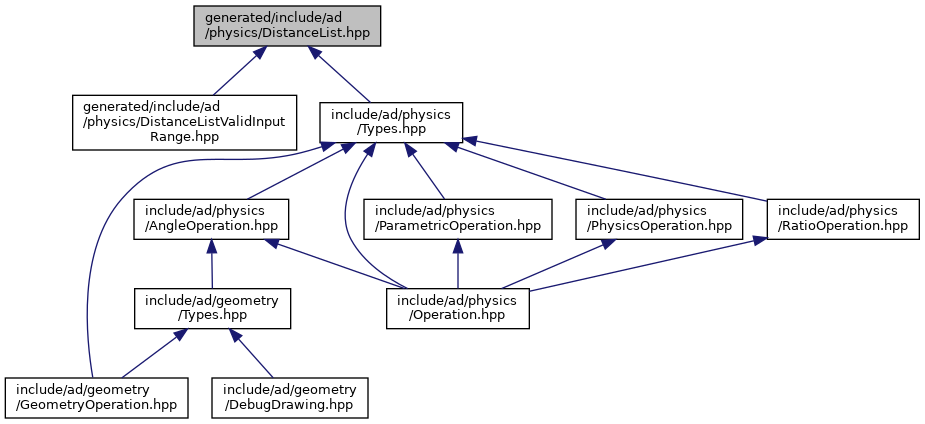 generated/include/ad
/physics/DistanceList.hpp
generated/include/ad
/physics/DistanceListValidInput
Range.hpp
include/ad/physics
/Types.hpp
include/ad/physics
/AngleOperation.hpp
include/ad/physics
/ParametricOperation.hpp
include/ad/physics
/PhysicsOperation.hpp
include/ad/physics
/RatioOperation.hpp
include/ad/geometry
/Types.hpp
include/ad/physics
/Operation.hpp
include/ad/geometry
/GeometryOperation.hpp
include/ad/geometry
/DebugDrawing.hpp